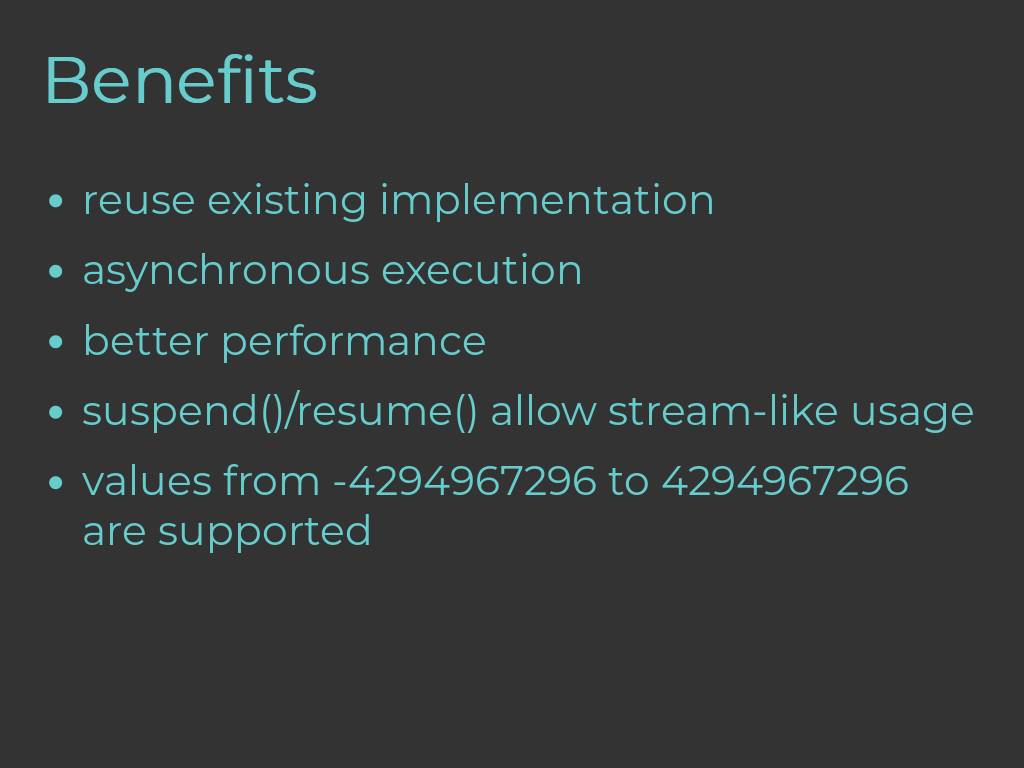 Benefits
• reuse existing implementation
• asynchronous execution
• better performance
• suspend()/resume() allow stream-like usage
• values from -4294967296 to 4294967296
are supported